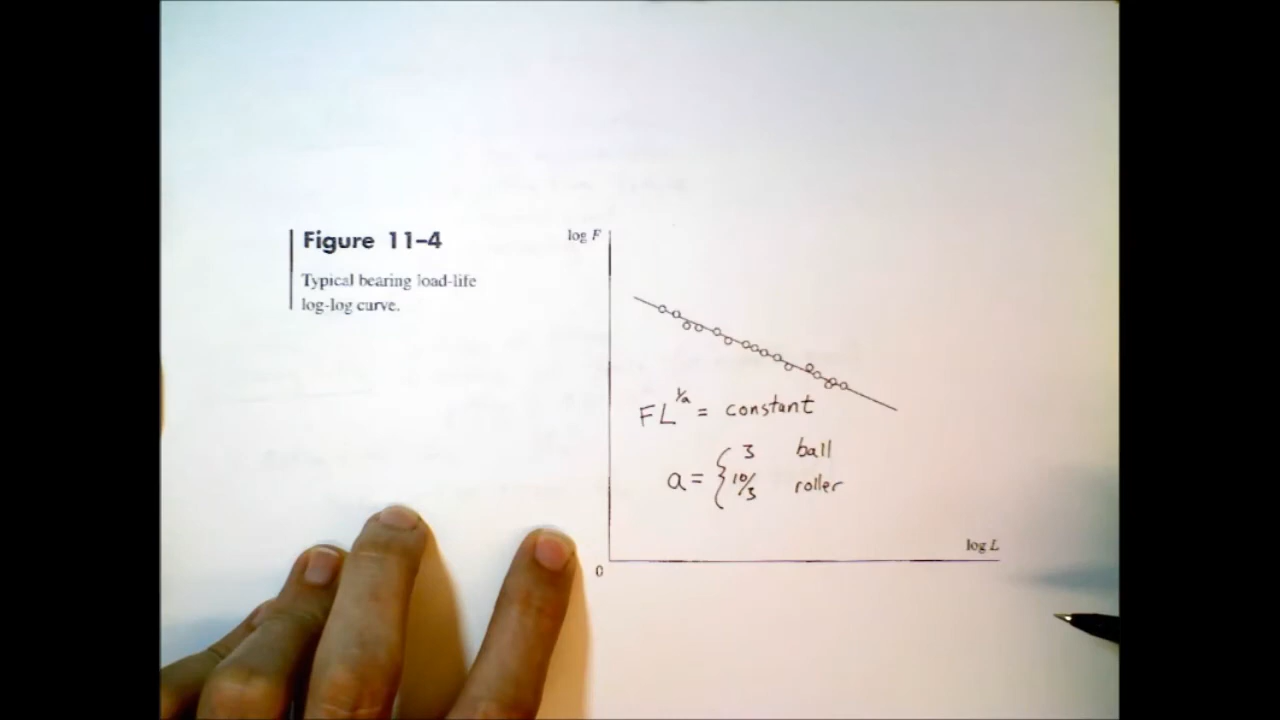 Figure 11–4
Typical bearing load-life
log-log curve.
log F
FL^1/a = constant
a = { 3 ball
10/3 roller
log L
0